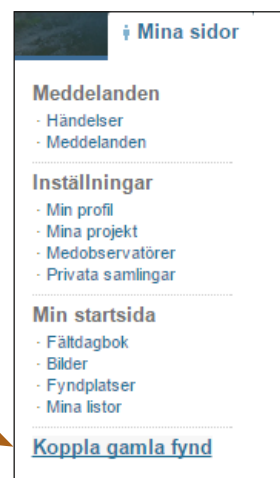 Mina sidor
Meddelanden
· Händelser
· Meddelanden
Inställningar
· Min profil
· Mina projekt
· Medobservatörer
· Privata samlingar
Min startsida
· Fältdagbok
· Bilder
· Fyndplatser
· Mina listor
Koppla gamla fynd